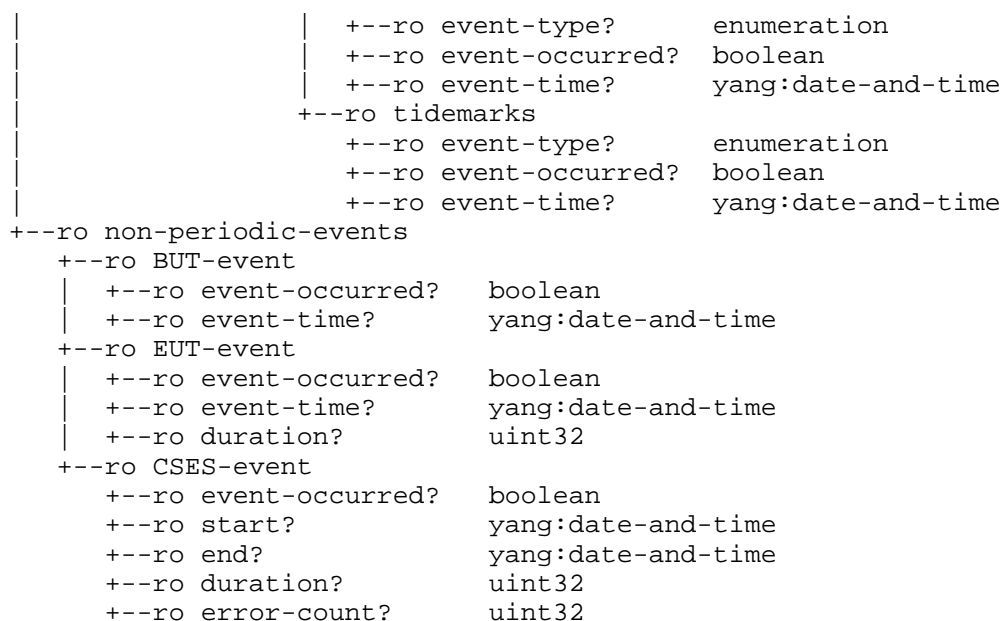 |                  |  +--ro event-type?       enumeration
|                  |  +--ro event-occurred?   boolean
|                  |  +--ro event-time?       yang:date-and-time
|                  +--ro tidemarks
|                     +--ro event-type?       enumeration
|                     +--ro event-occurred?   boolean
|                     +--ro event-time?       yang:date-and-time
+--ro non-periodic-events
   +--ro BUT-event
   |  +--ro event-occurred?   boolean
   |  +--ro event-time?       yang:date-and-time
   +--ro EUT-event
   |  +--ro event-occurred?   boolean
   |  +--ro event-time?       yang:date-and-time
   |  +--ro duration?         uint32
   +--ro CSES-event
      +--ro event-occurred?   boolean
      +--ro start?            yang:date-and-time
      +--ro end?              yang:date-and-time
      +--ro duration?         uint32
      +--ro error-count?      uint32